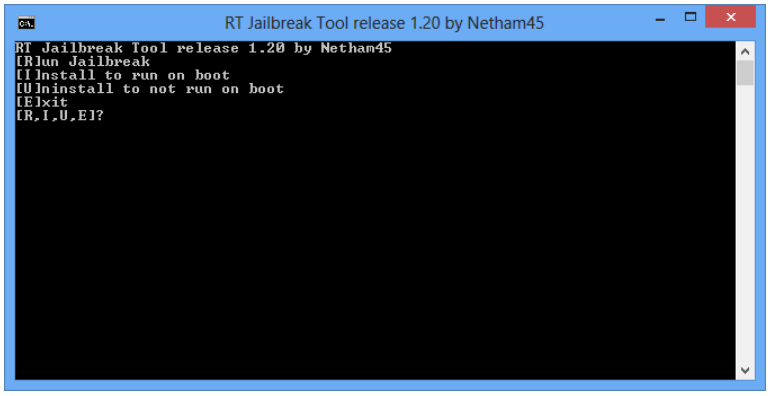 RT Jailbreak Tool release 1.20 by Netham45
RT Jailbreak Tool release 1.20 by Netham45
[R]un Jailbreak
[I]nstall to run on boot
[U]ninstall to not run on boot
[E]xit
[R,I,U,E]?